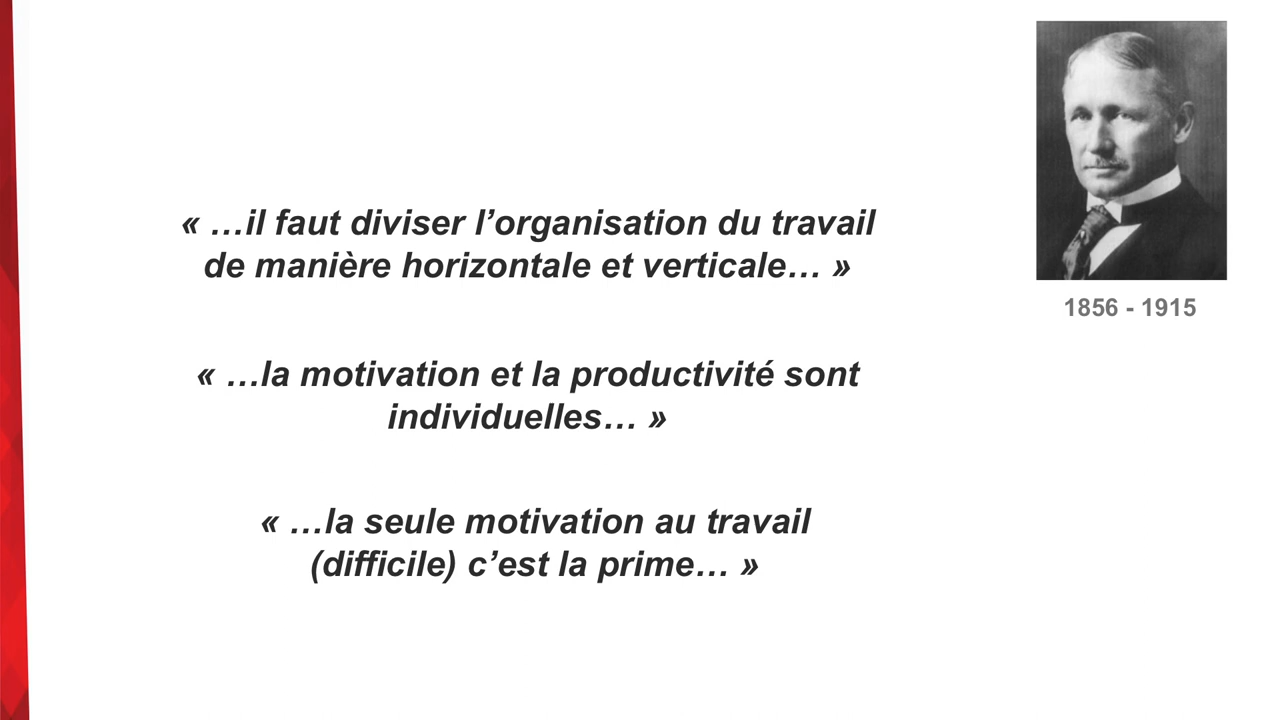 « …il faut diviser l’organisation du travail
de manière horizontale et verticale… »
1856 - 1915
« …la motivation et la productivité sont
individuelles… »
« …la seule motivation au travail
(difficile) c’est la prime… »